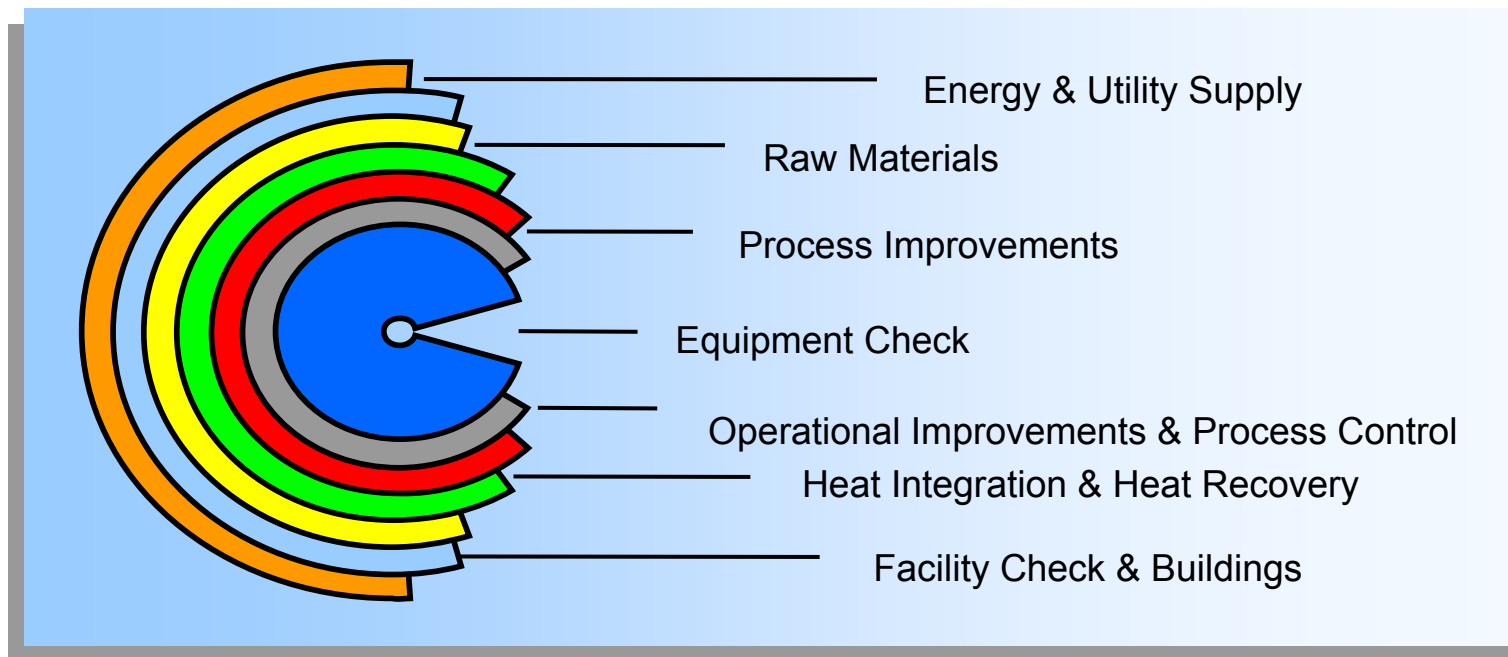 Energy & Utility Supply
Raw Materials
Process Improvements
Equipment Check
Operational Improvements & Process Control
Heat Integration & Heat Recovery
Facility Check & Buildings